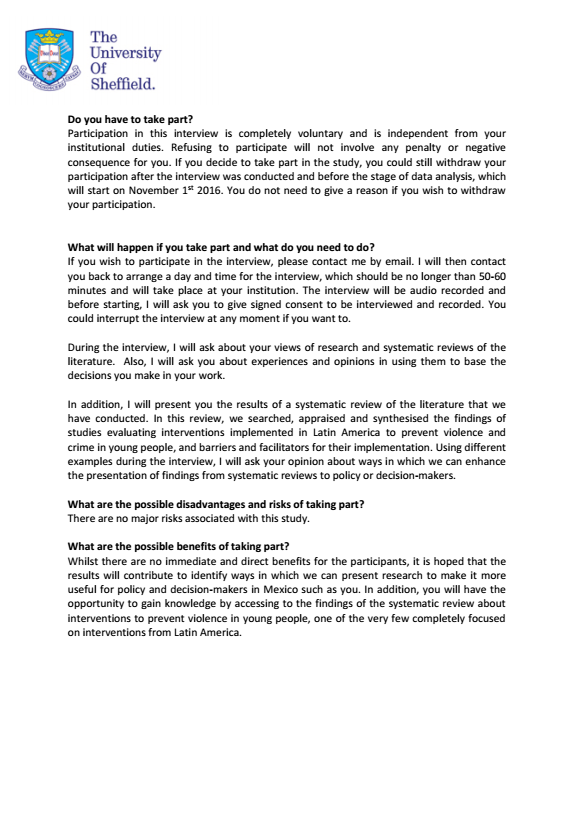 The
University
Of
Sheffield.
Do you have to take part?
Participation in this interview is completely voluntary and is independent from your
institutional duties. Refusing to participate will not involve any penalty or negative
consequence for you. If you decide to take part in the study, you could still withdraw your
participation after the interview was conducted and before the stage of data analysis, which
will start on November 1st 2016. You do not need to give a reason if you wish to withdraw
your participation.
What will happen if you take part and what do you need to do?
If you wish to participate in the interview, please contact me by email. I will then contact
you back to arrange a day and time for the interview, which should be no longer than 50-60
minutes and will take place at your institution. The interview will be audio recorded and
before starting, I will ask you to give signed consent to be interviewed and recorded. You
could interrupt the interview at any moment if you want to.
During the interview, I will ask about your views of research and systematic reviews of the
literature.  Also, I will ask you about experiences and opinions in using them to base the
decisions you make in your work.
In addition, I will present you the results of a systematic review of the literature that we
have conducted. In this review, we searched, appraised and synthesised the findings of
studies evaluating interventions implemented in Latin America to prevent violence and
crime in young people, and barriers and facilitators for their implementation. Using different
examples during the interview, I will ask your opinion about ways in which we can enhance
the presentation of findings from systematic reviews to policy or decision-makers.
What are the possible disadvantages and risks of taking part?
There are no major risks associated with this study.
What are the possible benefits of taking part?
Whilst there are no immediate and direct benefits for the participants, it is hoped that the
results will contribute to identify ways in which we can present research to make it more
useful for policy and decision-makers in Mexico such as you. In addition, you will have the
opportunity to gain knowledge by accessing to the findings of the systematic review about
interventions to prevent violence in young people, one of the very few completely focused
on interventions from Latin America.